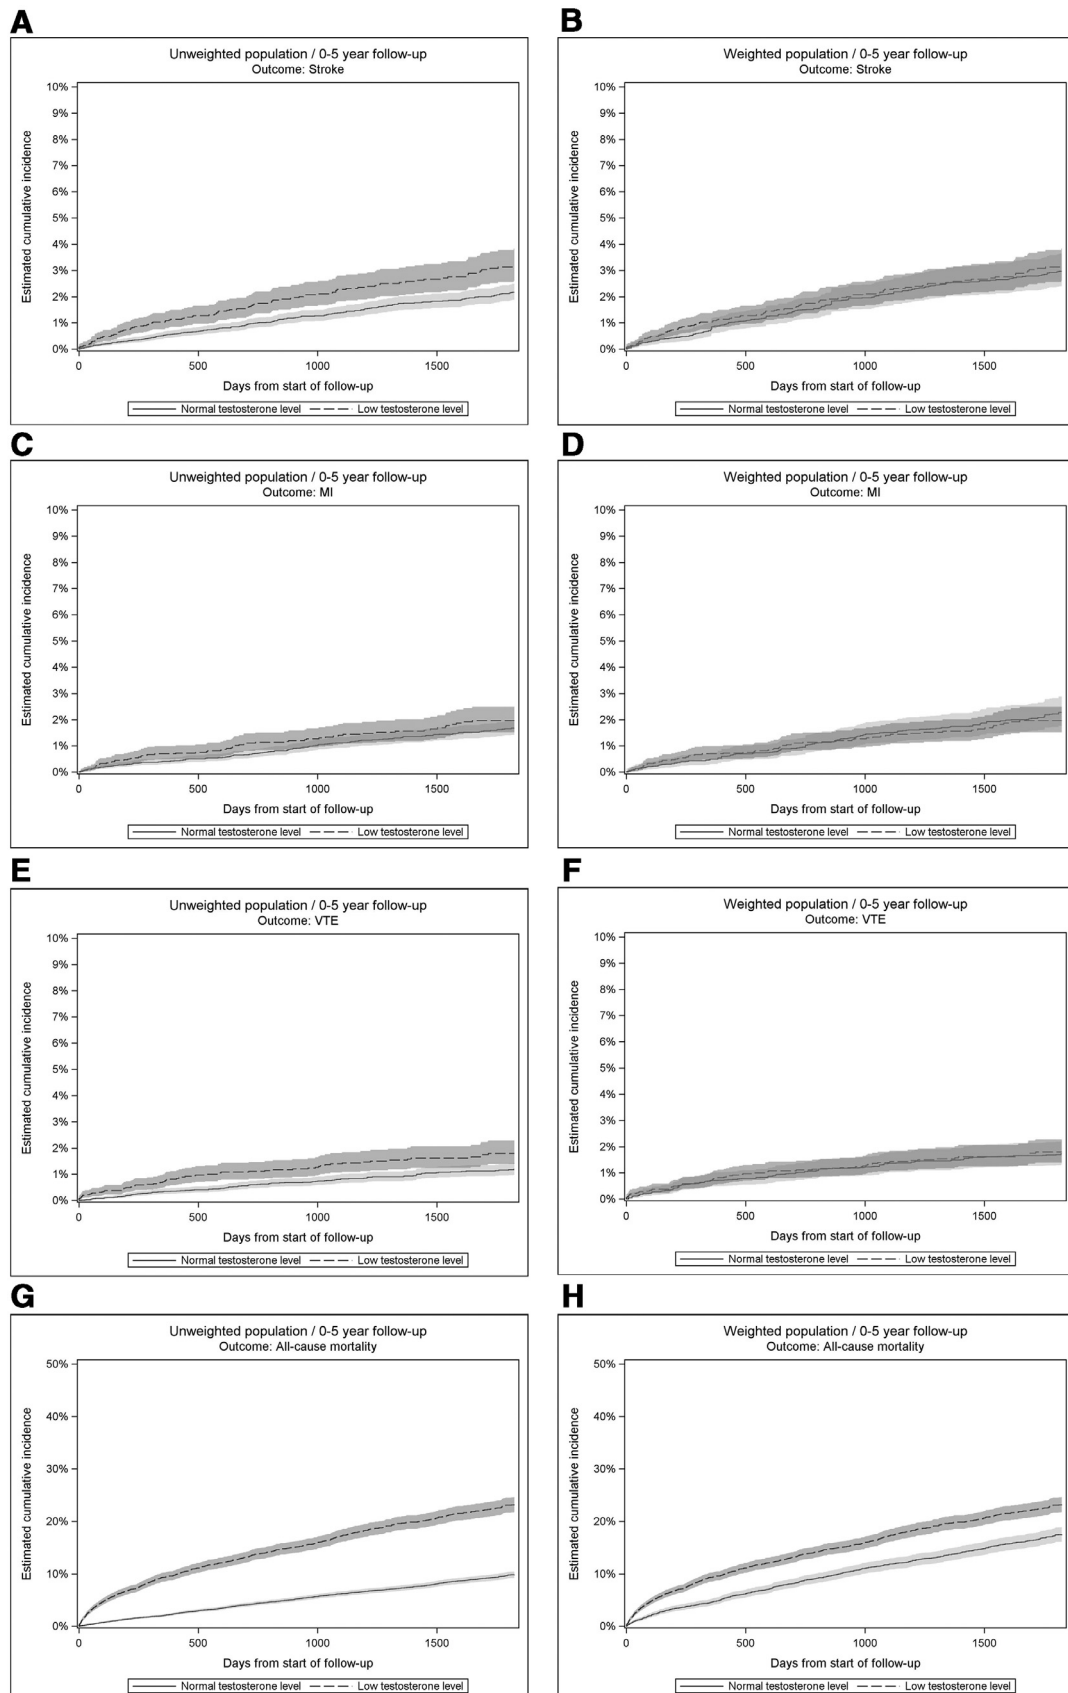 A
Unweighted population / 0-5 year follow-up
Outcome: Stroke
10%
9%
8%
7%
6%
5%
4%
3%
2%
1%
0%
Estimated cumulative incidence
0 500 1000 1500
Days from start of follow-up
Normal testosterone level Low testosterone level
B
Weighted population / 0-5 year follow-up
Outcome: Stroke
10%
9%
8%
7%
6%
5%
4%
3%
2%
1%
0%
Estimated cumulative incidence
0 500 1000 1500
Days from start of follow-up
Normal testosterone level Low testosterone level
C
Unweighted population / 0-5 year follow-up
Outcome: MI
10%
9%
8%
7%
6%
5%
4%
3%
2%
1%
0%
Estimated cumulative incidence
0 500 1000 1500
Days from start of follow-up
Normal testosterone level Low testosterone level
D
Weighted population / 0-5 year follow-up
Outcome: MI
10%
9%
8%
7%
6%
5%
4%
3%
2%
1%
0%
Estimated cumulative incidence
0 500 1000 1500
Days from start of follow-up
Normal testosterone level Low testosterone level
E
Unweighted population / 0-5 year follow-up
Outcome: VTE
10%
9%
8%
7%
6%
5%
4%
3%
2%
1%
0%
Estimated cumulative incidence
0 500 1000 1500
Days from start of follow-up
Normal testosterone level Low testosterone level
F
Weighted population / 0-5 year follow-up
Outcome: VTE
10%
9%
8%
7%
6%
5%
4%
3%
2%
1%
0%
Estimated cumulative incidence
0 500 1000 1500
Days from start of follow-up
Normal testosterone level Low testosterone level
G
Unweighted population / 0-5 year follow-up
Outcome: All-cause mortality
50%
40%
30%
20%
10%
0%
Estimated cumulative incidence
0 500 1000 1500
Days from start of follow-up
Normal testosterone level Low testosterone level
H
Weighted population / 0-5 year follow-up
Outcome: All-cause mortality
50%
40%
30%
20%
10%
0%
Estimated cumulative incidence
0 500 1000 1500
Days from start of follow-up
Normal testosterone level Low testosterone level